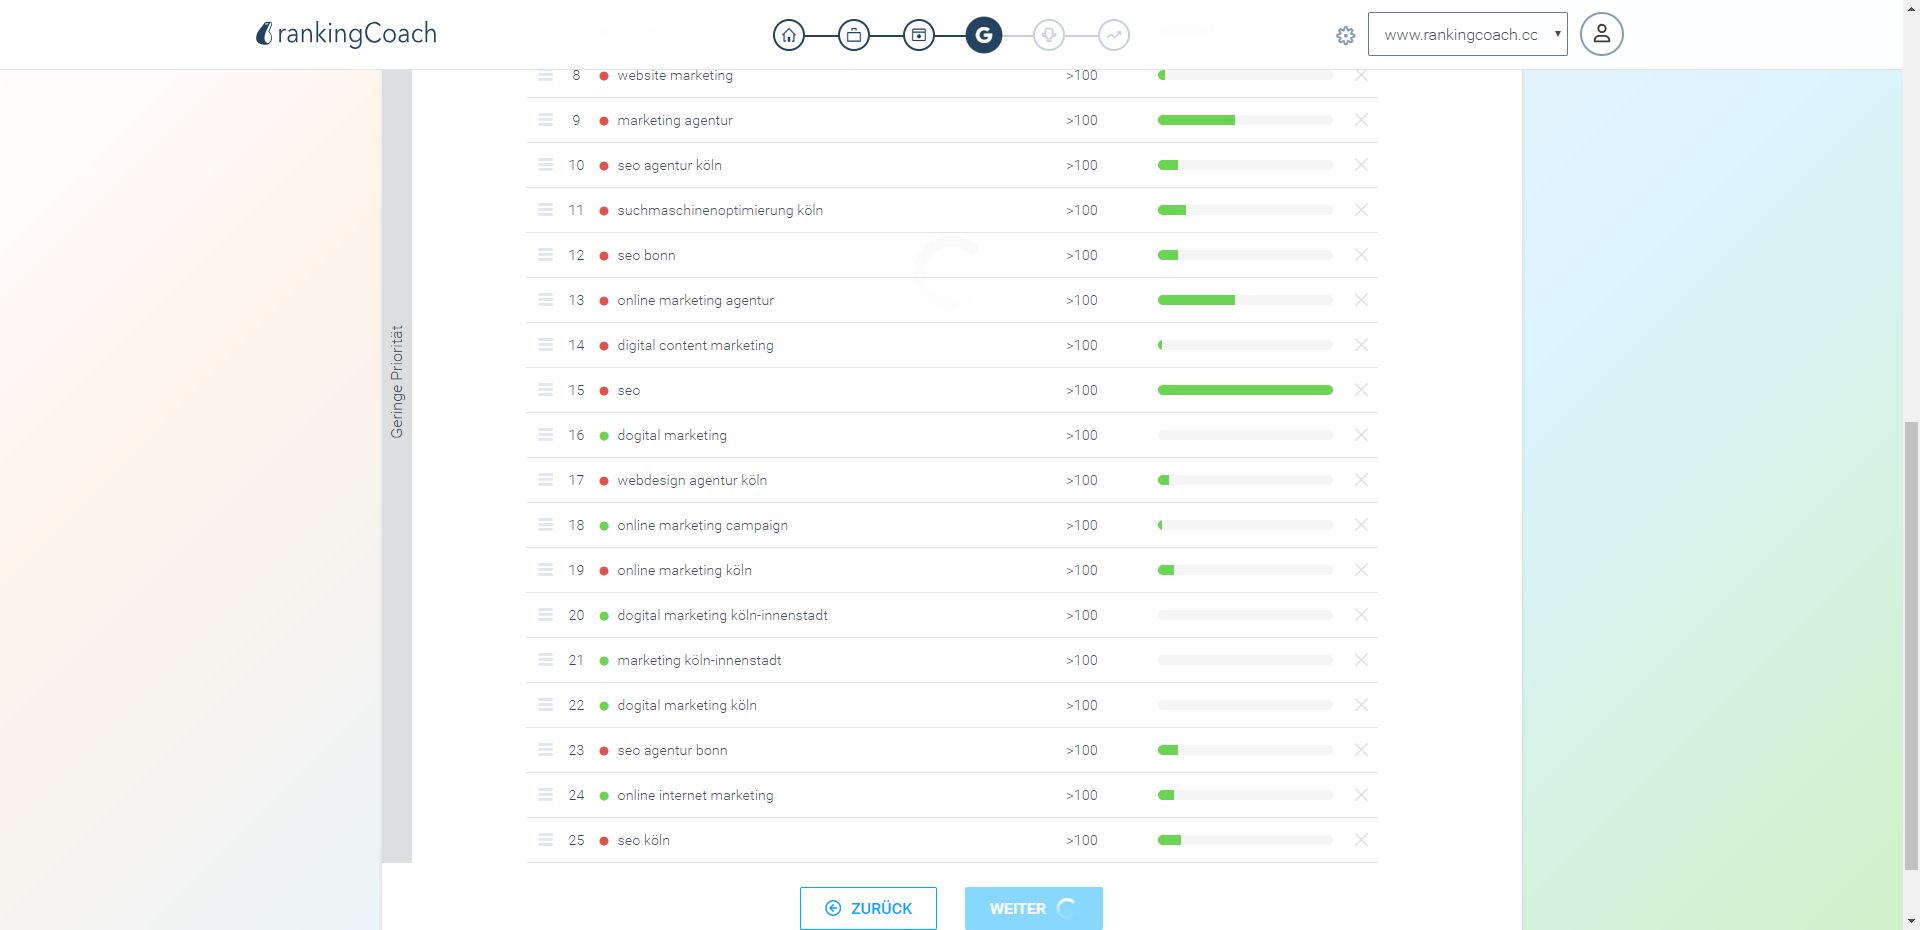 rankingCoach
G
www.rankingcoach.cc
Geringe Priorität
8 website marketing >100
9 marketing agentur >100
10 seo agentur köln >100
11 suchmaschinenoptimierung köln >100
12 seo bonn >100
13 online marketing agentur >100
14 digital content marketing >100
15 seo >100
16 dogital marketing >100
17 webdesign agentur köln >100
18 online marketing campaign >100
19 online marketing köln >100
20 dogital marketing köln-innenstadt >100
21 marketing köln-innenstadt >100
22 dogital marketing köln >100
23 seo agentur bonn >100
24 online internet marketing >100
25 seo köln >100
ZURÜCK
WEITER